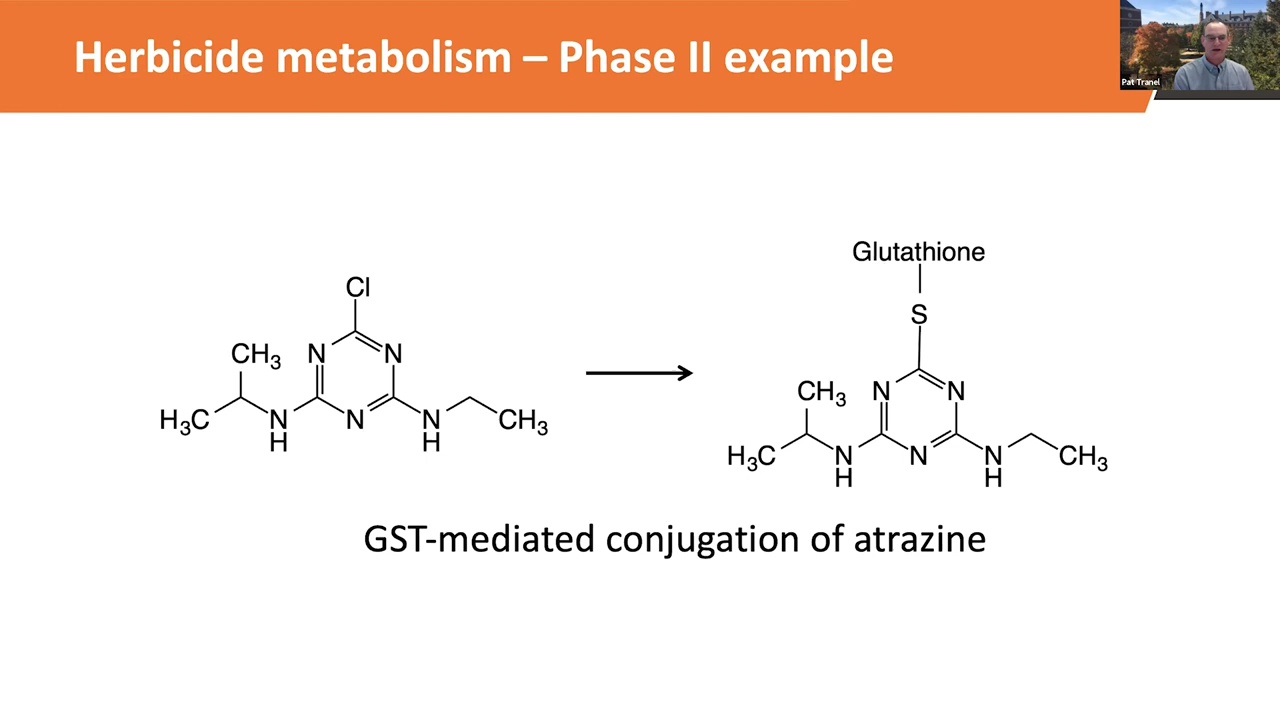 Herbicide metabolism – Phase II example
Pat Tranel
Cl
CH3
N
N
H3C
N
H
N
N
H
CH3
Glutathione
S
CH3
N
N
H3C
N
H
N
N
H
CH3
GST-mediated conjugation of atrazine